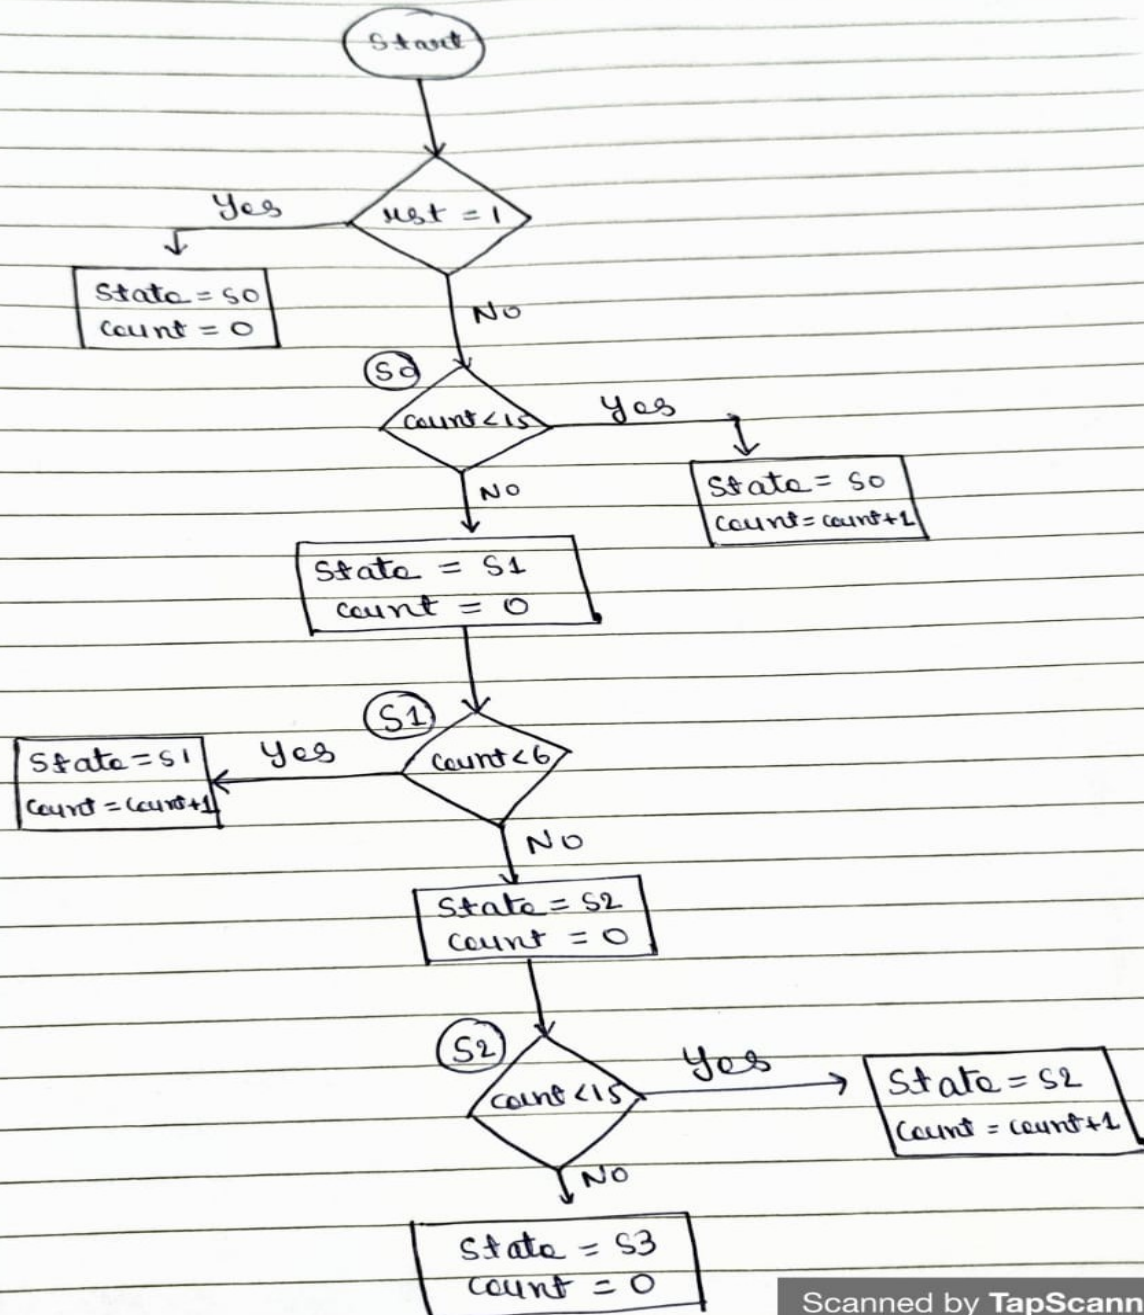 Start
rst = 1
Yes
State = S0
count = 0
NO
S0
count < 15
Yes
State = S0
count = count+1
NO
State = S1
count = 0
S1
count < 6
Yes
State = S1
count = count+1
NO
State = S2
count = 0
S2
count < 15
Yes
State = S2
count = count+1
NO
State = S3
count = 0
Scanned by TapScann